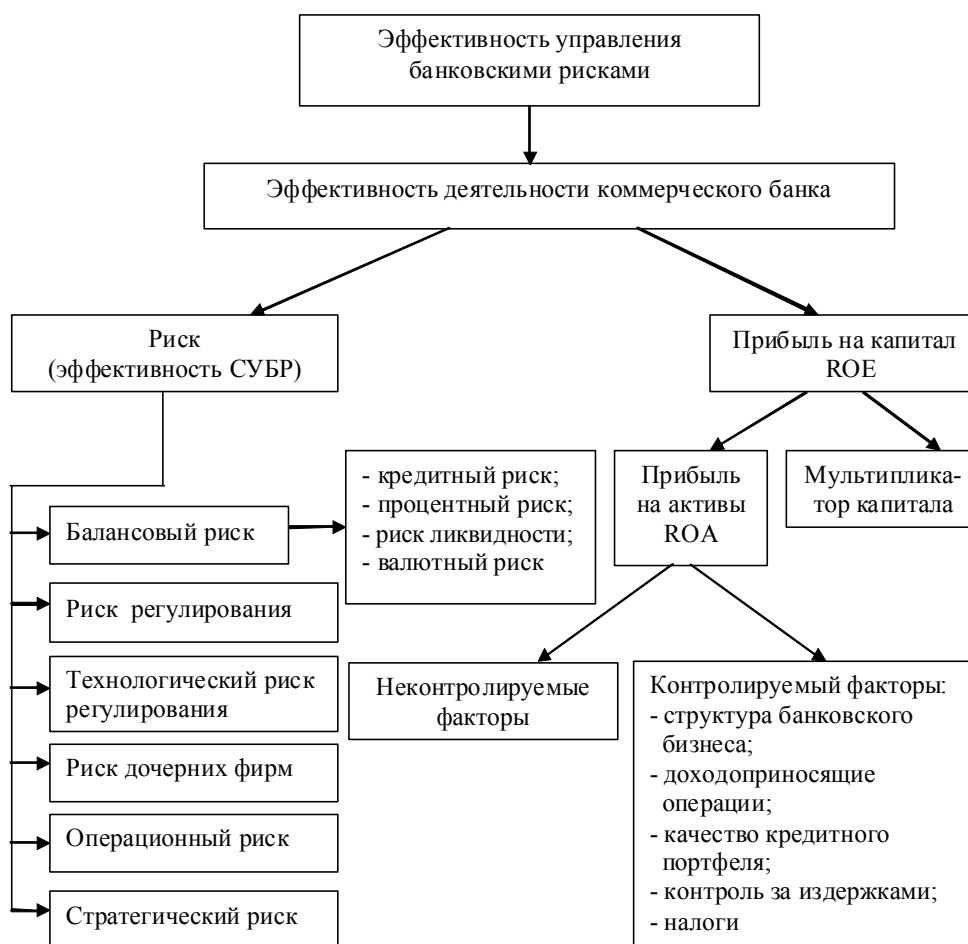 Эффективность управления
банковскими рисками
Эффективность деятельности коммерческого банка
Риск
(эффективность СУБР)
Прибыль на капитал
ROE
Балансовый риск
- кредитный риск;
- процентный риск;
- риск ликвидности;
- валютный риск
Риск регулирования
Технологический риск
регулирования
Риск дочерних фирм
Операционный риск
Стратегический риск
Прибыль
на активы
ROA
Мультиплика-
тор капитала
Неконтролируемые
факторы
Контролируемый факторы:
- структура банковского
бизнеса;
- доходоприносящие
операции;
- качество кредитного
портфеля;
- контроль за издержками;
- налоги